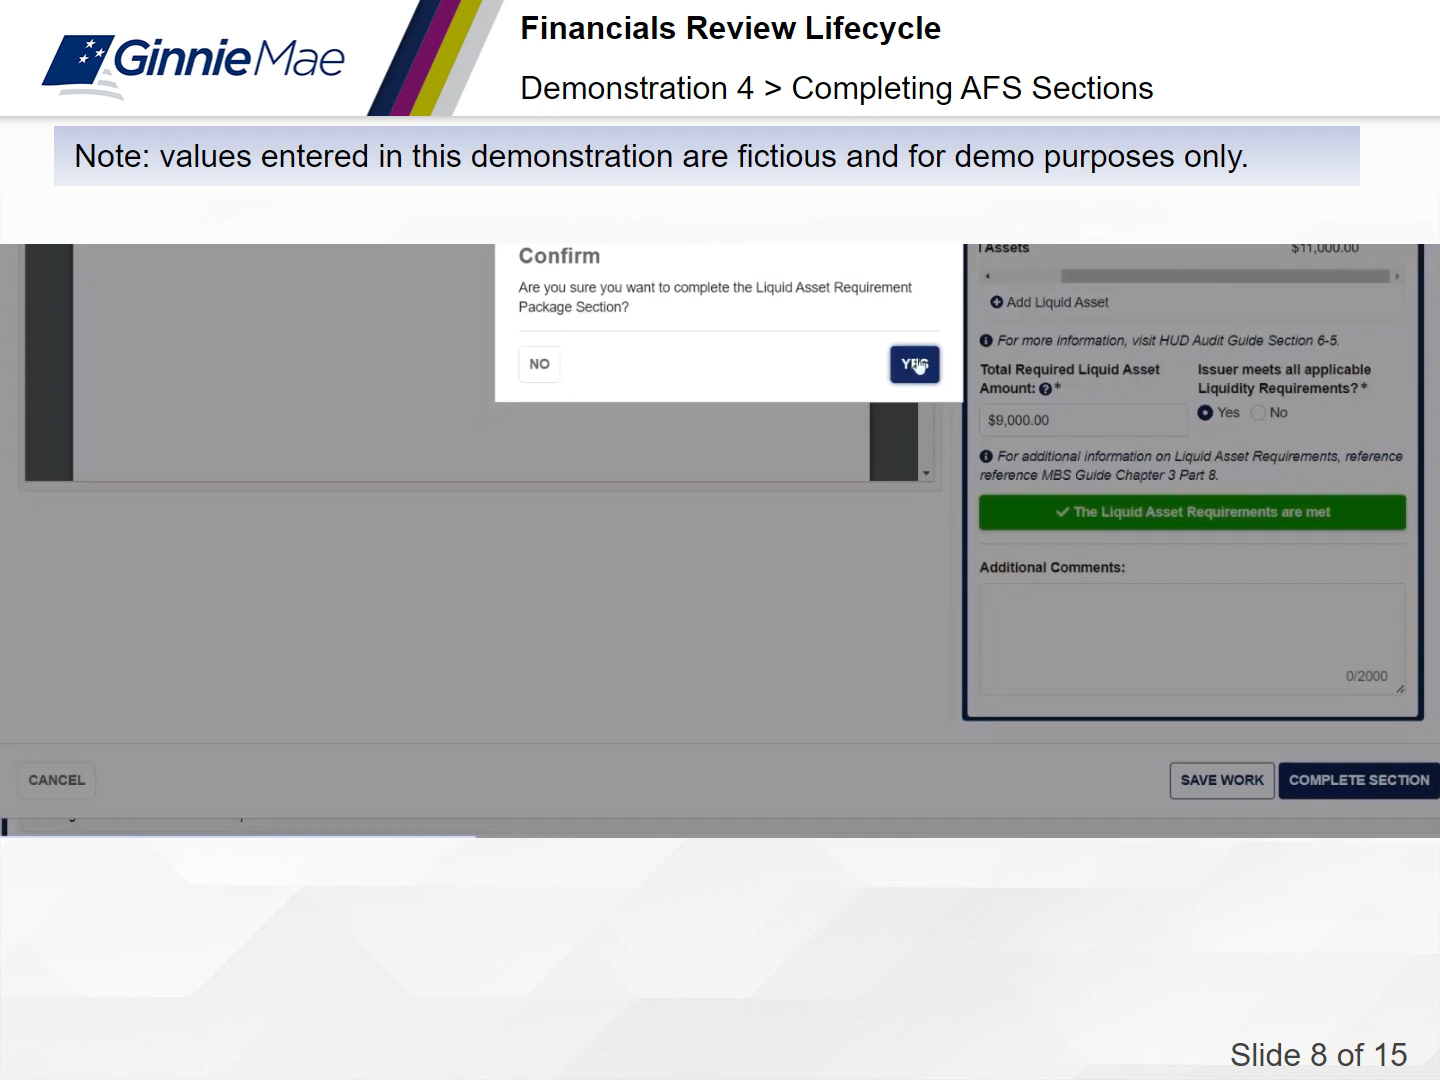 GinnieMae
Financials Review Lifecycle
Demonstration 4 > Completing AFS Sections
Note: values entered in this demonstration are fictious and for demo purposes only.
Confirm
Are you sure you want to complete the Liquid Asset Requirement
Package Section?
NO
YES
Assets
$11,000.00
Add Liquid Asset
For more information, visit HUD Audit Guide Section 6-5.
Total Required Liquid Asset
Amount: ? *
Issuer meets all applicable
Liquidity Requirements? *
$9,000.00
Yes No
For additional information on Liquid Asset Requirements, reference
reference MBS Guide Chapter 3 Part 8.
The Liquid Asset Requirements are met
Additional Comments:
0/2000
CANCEL
SAVE WORK
COMPLETE SECTION
Slide 8 of 15